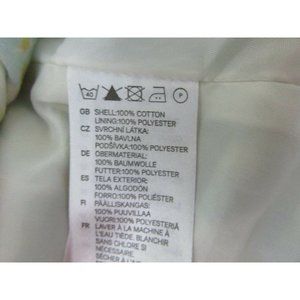 40 P
GB SHELL:100% COTTON
LINING:100% POLYESTER
CZ SVRCHNÍ LÁTKA:
100% BAVLNA
PODŠÍVKA:100% POLYESTER
DE OBERMATERIAL:
100% BAUMWOLLE
FUTTER:100% POLYESTER
ES TELA EXTERIOR:
100% ALGODÓN
FORRO:100% POLIÉSTER
FI PÄÄLLISKANGAS:
100% PUUVILLAA
VUORI:100% POLYESTERIÄ
FR LAVER À LA MACHINE À
L'EAU TIÈDE. BLANCHIR
SANS CHLORE SI
NÉCESSAIRE
SÉCHER À L'AIR